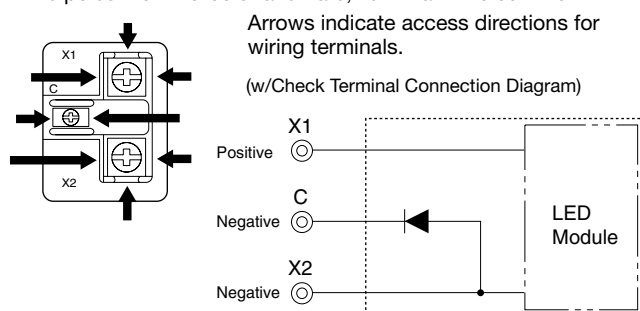 Arrows indicate access directions for
wiring terminals.
(w/Check Terminal Connection Diagram)
X1
C
X2
X1
Positive
C
Negative
X2
Negative
LED
Module